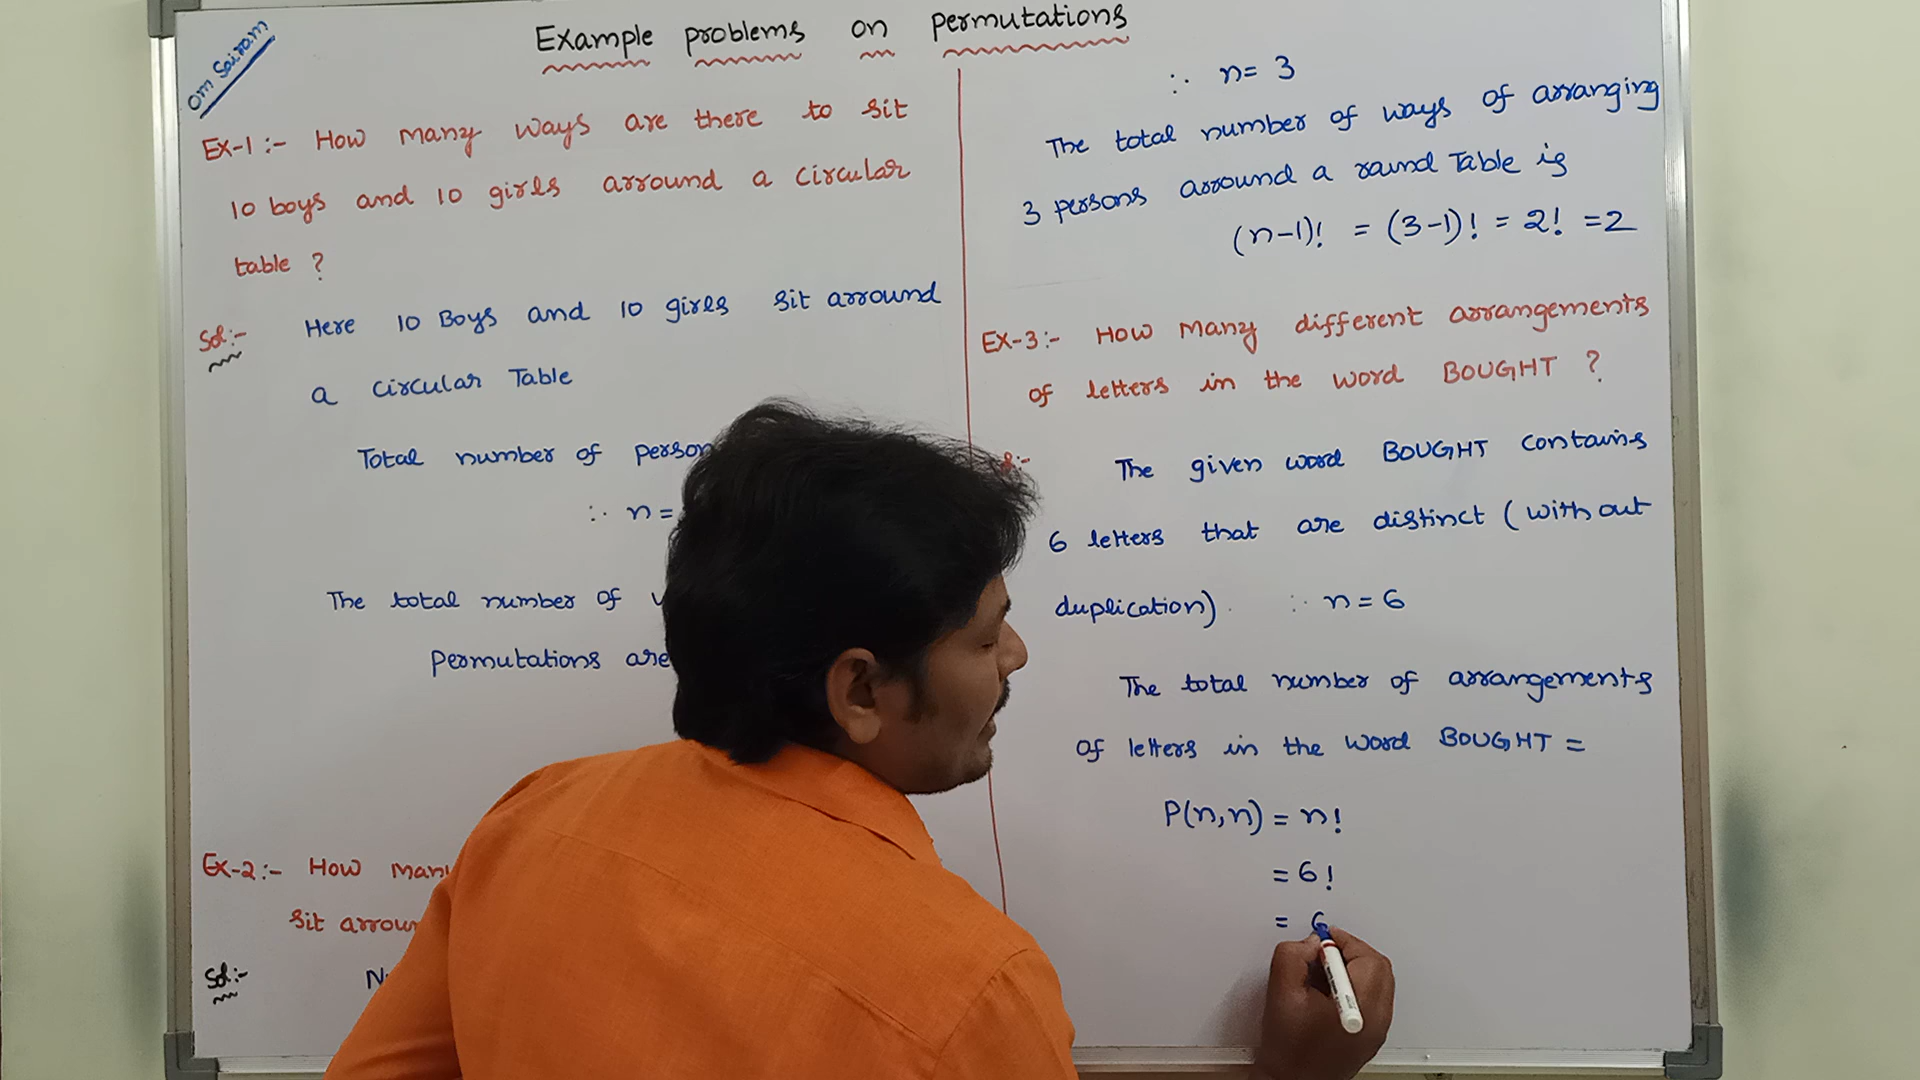 Example problems on permutations
Om Sairam
Ex-1:- How many ways are there to sit
10 boys and 10 girls arround a circular
table ?
Sol:- Here 10 Boys and 10 girls sit arround
a circular Table
Total number of person
∴ n =
The total number of
Permutations are
Ex-2:- How many
sit arroun
Sol:- N
∴ n= 3
The total number of ways of arranging
3 persons arround a round Table is
(n-1)! = (3-1)! = 2! = 2
Ex-3:- How many different arrangements
of letters in the word BOUGHT ?
The given word BOUGHT contains
6 letters that are distinct (with out
duplication) ∴ n = 6
The total number of arrangements
of letters in the word BOUGHT =
P(n,n) = n!
= 6!
= 6